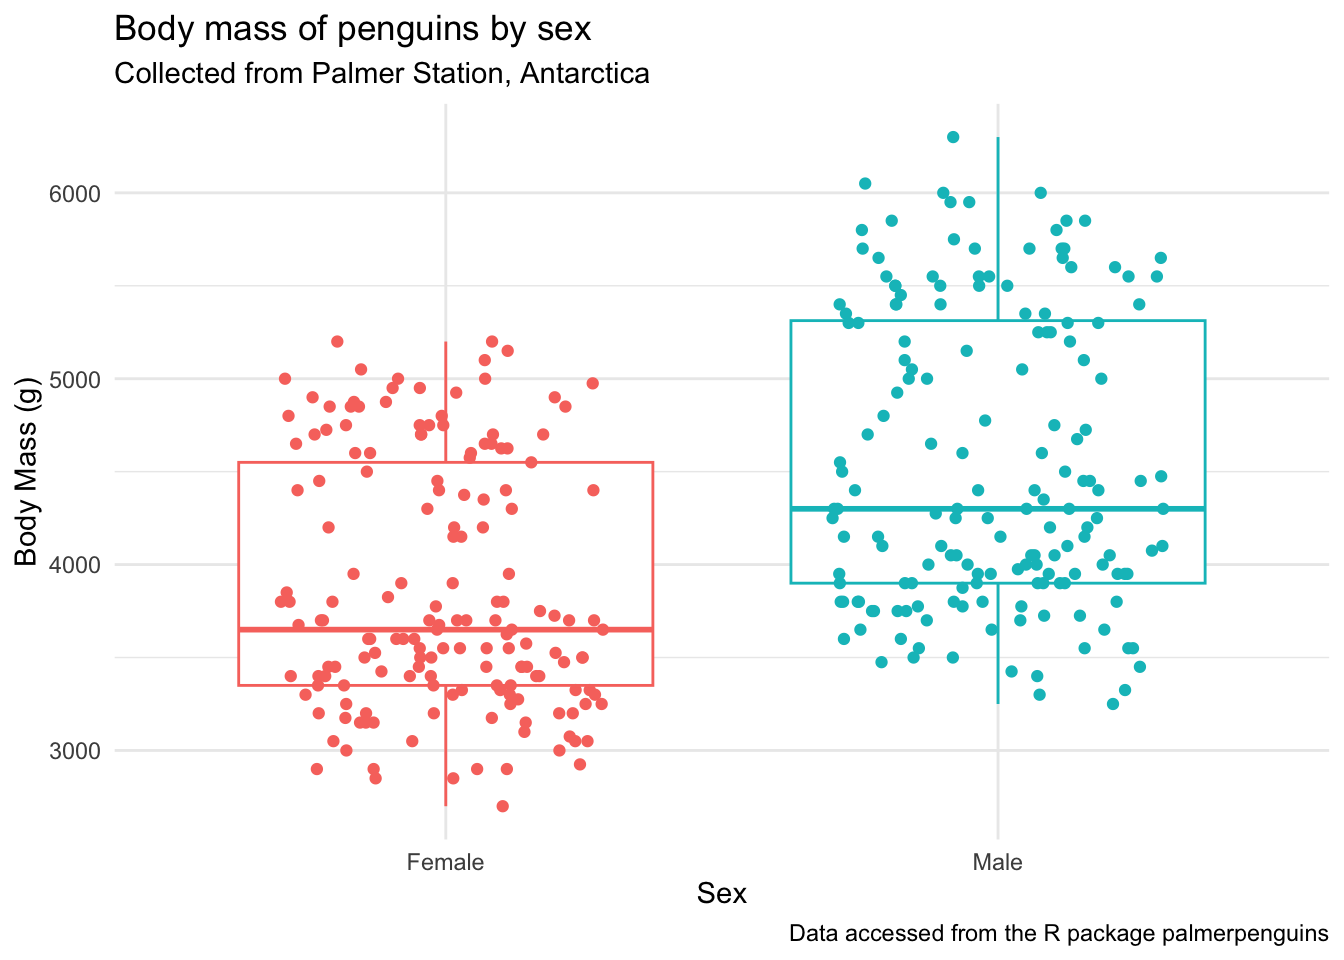 Body mass of penguins by sex
Collected from Palmer Station, Antarctica
6000
5000
4000
3000
Body Mass (g)
Female
Male
Sex
Data accessed from the R package palmerpenguins